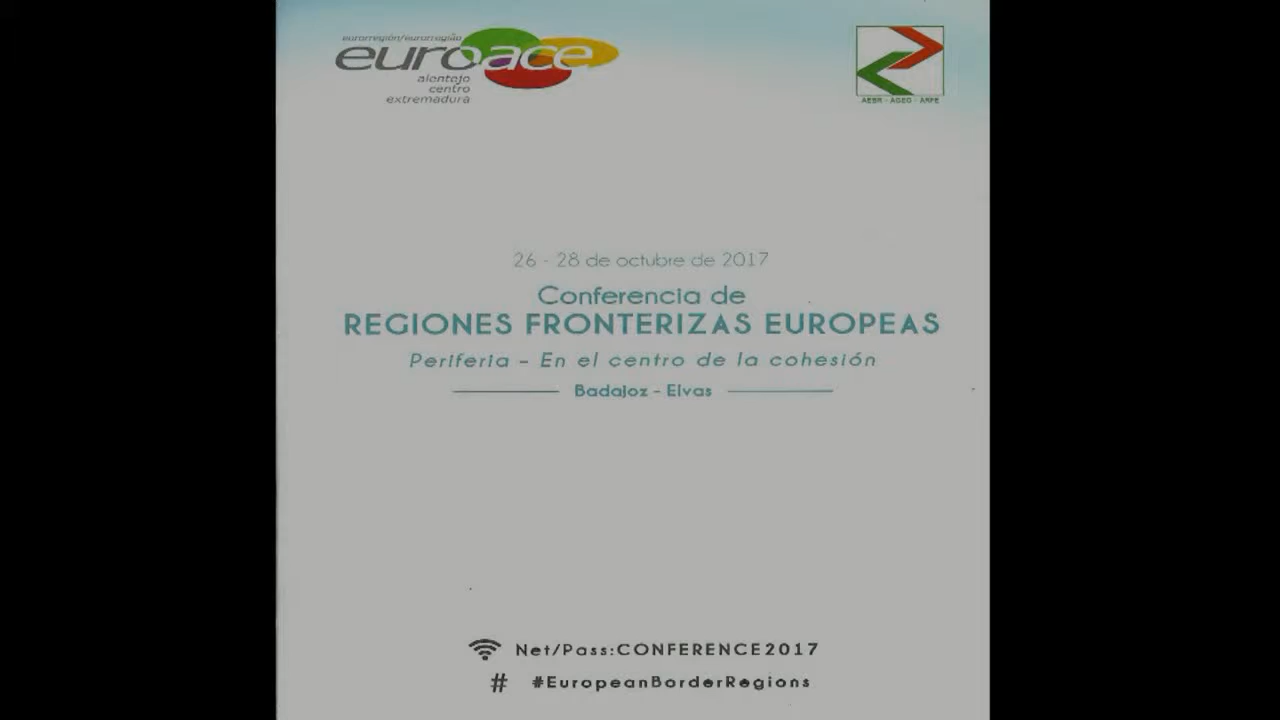 eurorregión/eurorregião
euroace
alentejo
centro
extremadura
AEBR - AGEG - ARFE
26 - 28 de octubre de 2017
Conferencia de
REGIONES FRONTERIZAS EUROPEAS
Periferia – En el centro de la cohesión
Badajoz - Elvas
Net/Pass:CONFERENCE2017
# #EuropeanBorderRegions